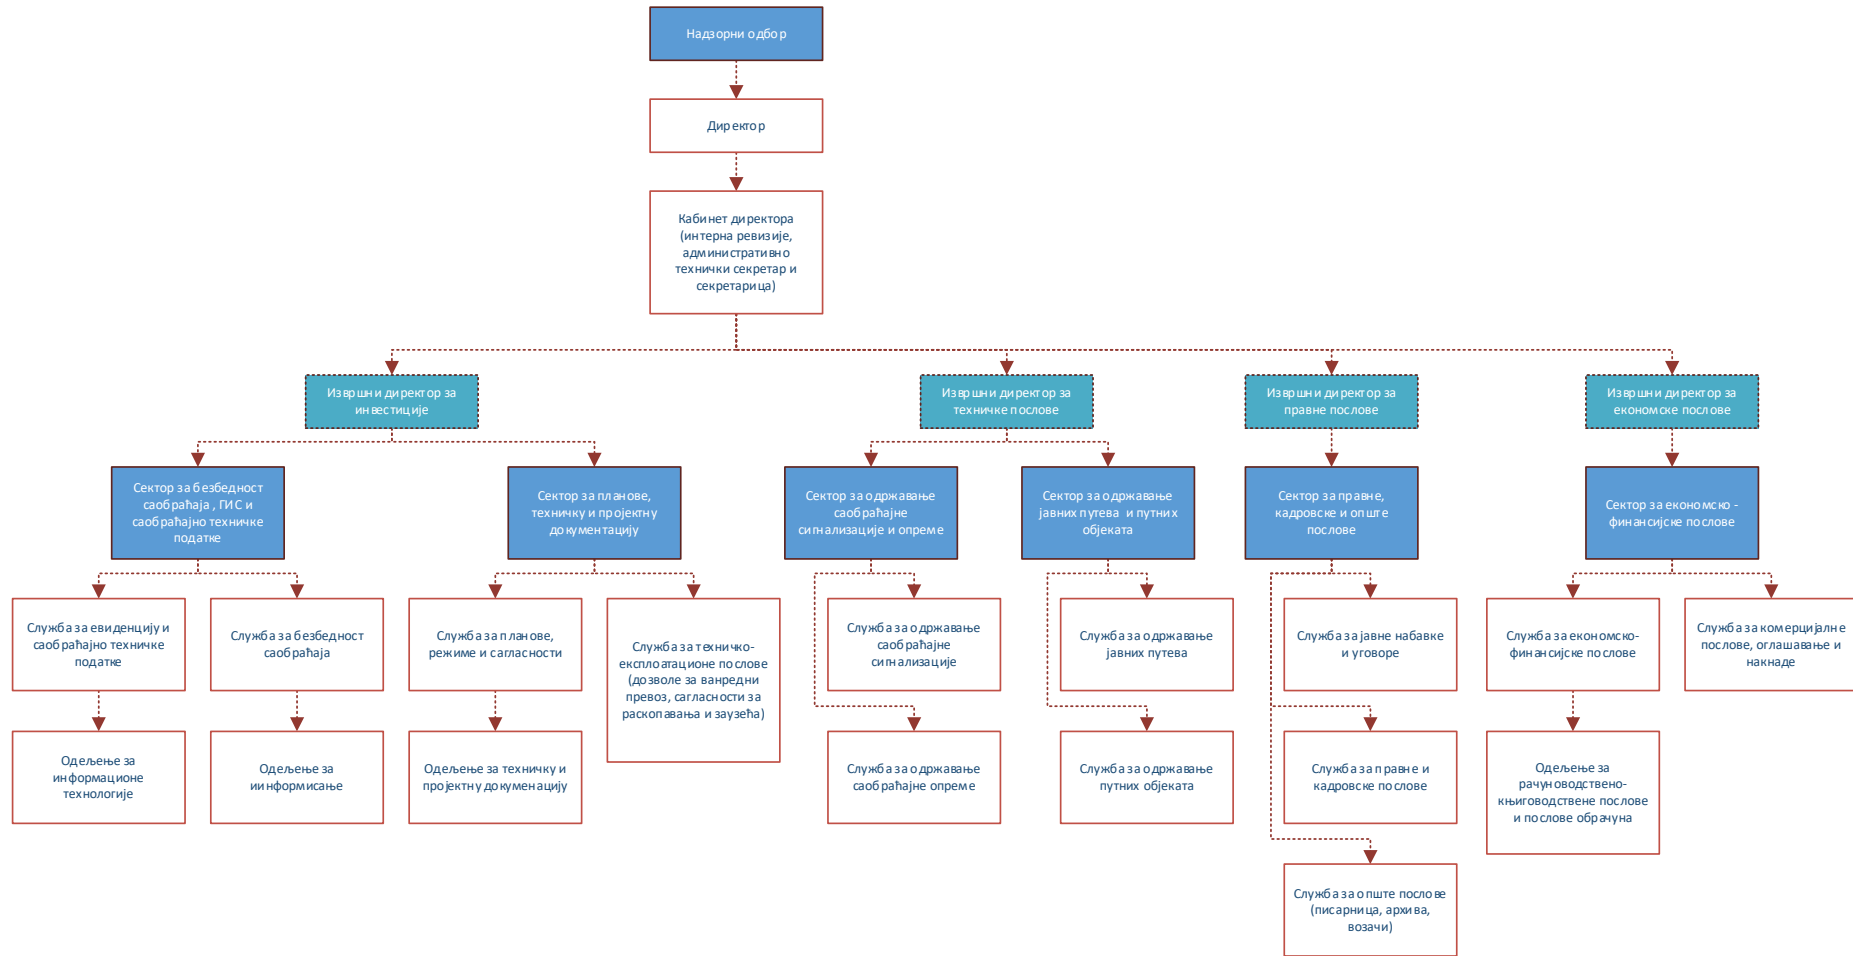 Надзорни одбор
Директор
Кабинет директора
(интерна ревизије,
административно
технички секретар и
секретарица)
Извршни директор за
инвестиције
Извршни директор за
техничке послове
Извршни директор за
правне послове
Извршни директор за
економске послове
Сектор за безбедност
саобраћаја , ГИС и
саобраћајно техничке
податке
Сектор за планове,
техничку и пројектну
документацију
Сектор за одржавање
саобраћајне
сигнализације и опреме
Сектор за одржавање
јавних путева и путних
објеката
Сектор за правне,
кадровске и опште
послове
Сектор за економско -
финансијске послове
Служба за евиденцију и
саобраћајно техничке
податке
Служба за безбедност
саобраћаја
Служба за планове,
режиме и сагласности
Служба за техничко-
експлоатационе послове
(дозволе за ванредни
превоз, сагласности за
раскопавања и заузећа)
Служба за одржавање
саобраћајне
сигнализације
Служба за одржавање
јавних путева
Служба за јавне набавке
и уговоре
Служба за економско-
финансијске послове
Служба за комерцијалне
послове, оглашавање и
накнаде
Одељење за
информационе
технологије
Одељење за
иинформисање
Одељење за техничку и
пројектну докуменацију
Служба за одржавање
саобраћајне опреме
Служба за одржавање
путних објеката
Служба за правне и
кадровске послове
Одељење за
рачуноводствено-
књиговодствене послове
и послове обрачуна
Служба за опште послове
(писарница, архива,
возачи)